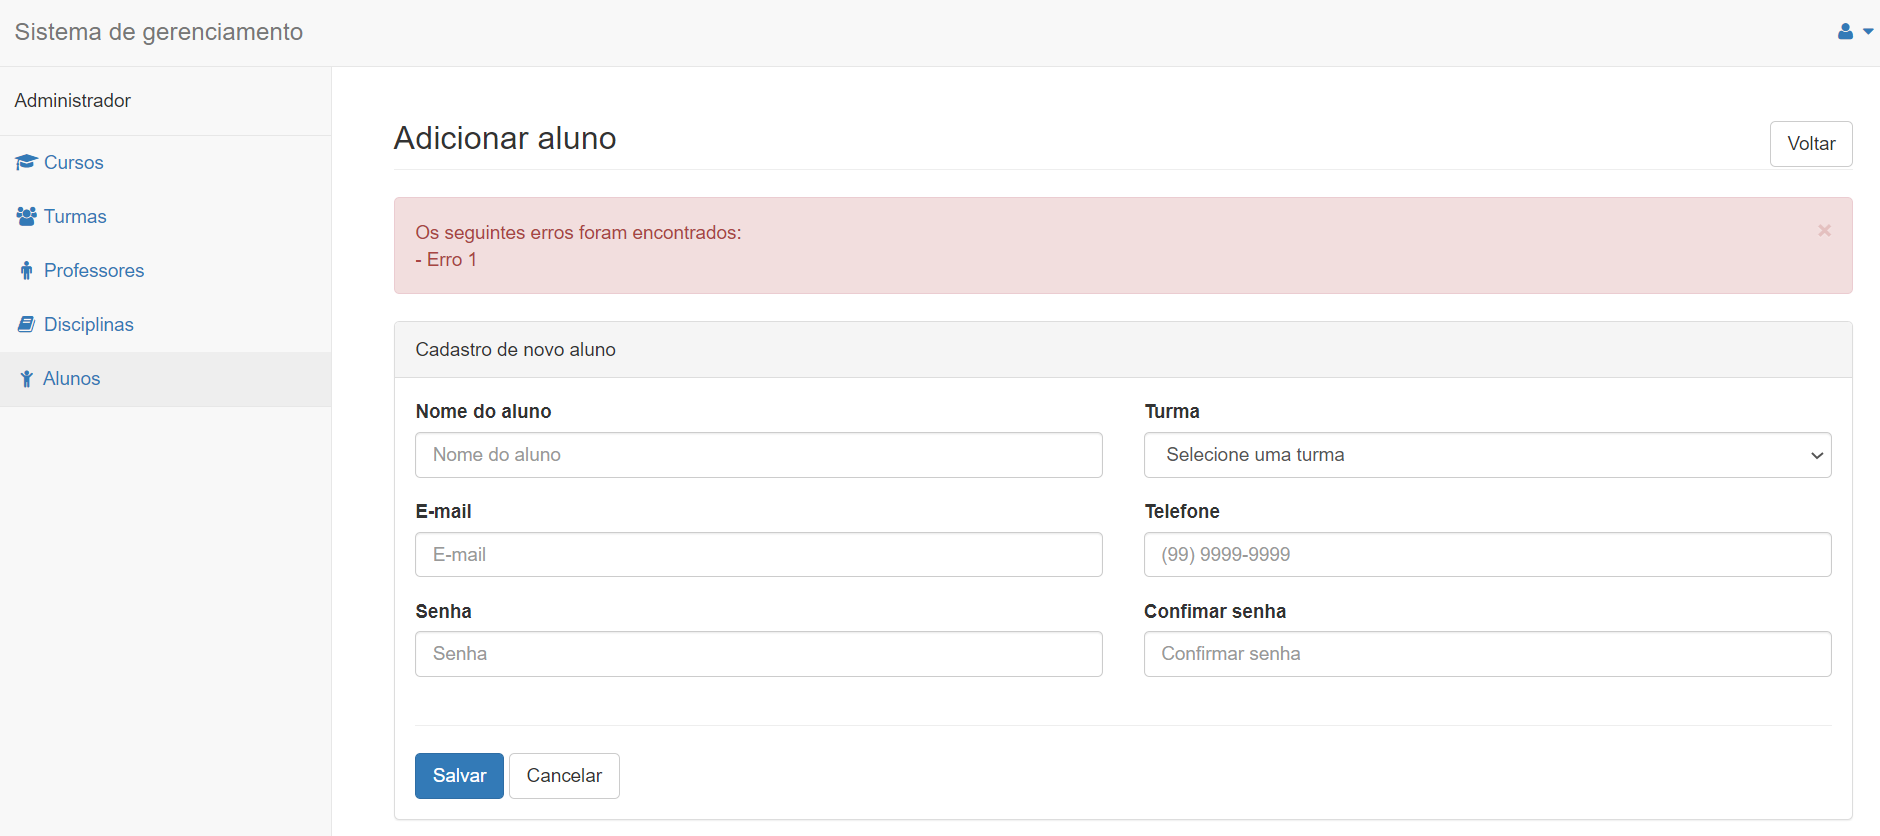 Sistema de gerenciamento
Administrador
Cursos
Turmas
Professores
Disciplinas
Alunos
Adicionar aluno
Voltar
Os seguintes erros foram encontrados:
- Erro 1
×
Cadastro de novo aluno
Nome do aluno
Nome do aluno
Turma
Selecione uma turma
E-mail
E-mail
Telefone
(99) 9999-9999
Senha
Senha
Confimar senha
Confirmar senha
Salvar
Cancelar